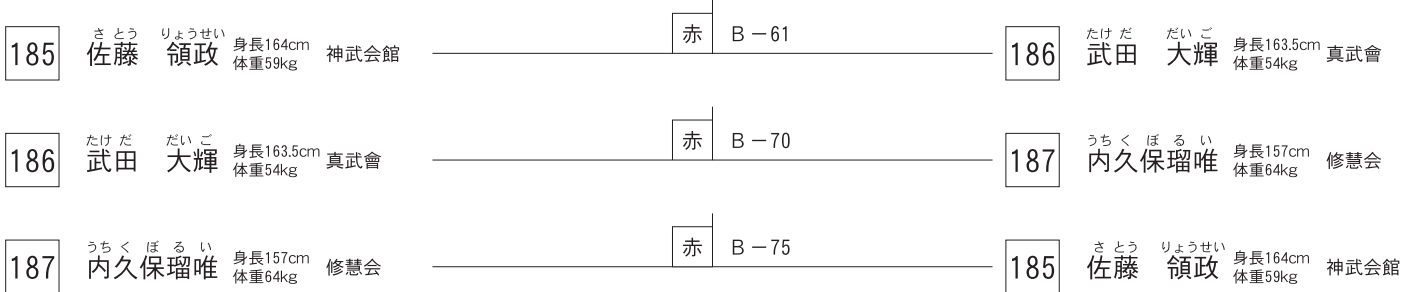 185 佐藤 領政 さとう りょうせい 身長164cm 体重59kg 神武会館 赤 B－61 186 武田 大輝 たけだ だいご 身長163.5cm 体重54kg 真武會
186 武田 大輝 たけだ だいご 身長163.5cm 体重54kg 真武會 赤 B－70 187 内久保瑠唯 うちくぼるい 身長157cm 体重64kg 修慧会
187 内久保瑠唯 うちくぼるい 身長157cm 体重64kg 修慧会 赤 B－75 185 佐藤 領政 さとう りょうせい 身長164cm 体重59kg 神武会館